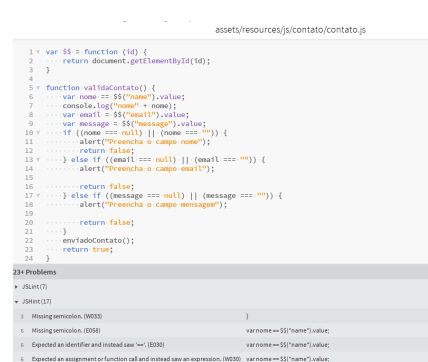 assets/resources/js/contato/contato.js
1 var $$ = function (id) {
2 return document.getElementById(id);
3 }
4
5 function validaContato() {
6 var nome == $$("name").value;
7 console.log("nome" + nome);
8 var email = $$("email").value;
9 var message = $$("message").value;
10 if ((nome === null) || (nome === "")) {
11 alert("Preencha o campo nome");
12 return false;
13 } else if ((email === null) || (email === "")) {
14 alert("Preencha o campo email");
15
16 return false;
17 } else if ((message === null) || (message === "")) {
18 alert("Preencha o campo mensagem");
19
20 return false;
21 }
22 enviadoContato();
23 return true;
24 }
23+ Problems
JSLint (7)
JSHint (17)
3 Missing semicolon. (W033) }
6 Missing semicolon. (E058) var nome == $$("name").value;
6 Expected an identifier and instead saw '=='. (E030) var nome == $$("name").value;
6 Expected an assignment or function call and instead saw an expression. (W030) var nome == $$("name").value;